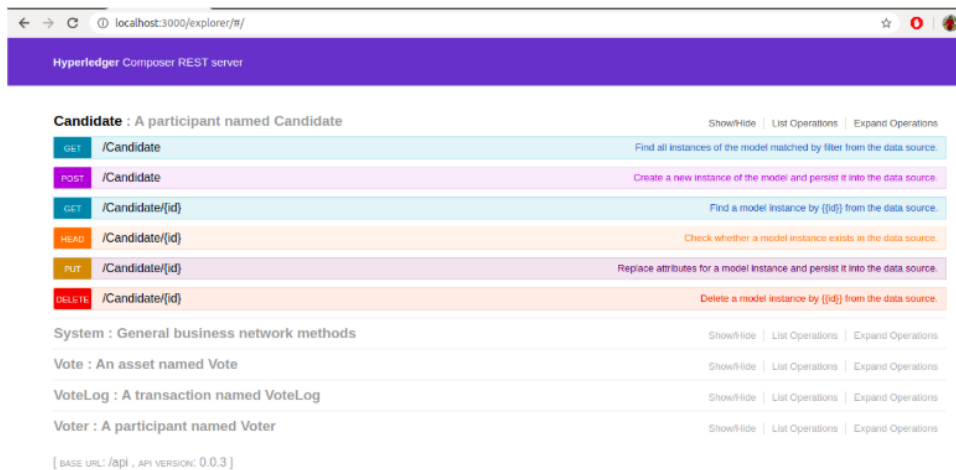 localhost:3000/explorer/#/
Hyperledger Composer REST server
Candidate : A participant named Candidate Show/Hide List Operations Expand Operations
GET /Candidate Find all instances of the model matched by filter from the data source.
POST /Candidate Create a new instance of the model and persist it into the data source.
GET /Candidate/{id} Find a model instance by {{id}} from the data source.
HEAD /Candidate/{id} Check whether a model instance exists in the data source.
PUT /Candidate/{id} Replace attributes for a model instance and persist it into the data source.
DELETE /Candidate/{id} Delete a model instance by {{id}} from the data source.
System : General business network methods Show/Hide List Operations Expand Operations
Vote : An asset named Vote Show/Hide List Operations Expand Operations
VoteLog : A transaction named VoteLog Show/Hide List Operations Expand Operations
Voter : A participant named Voter Show/Hide List Operations Expand Operations
[ BASE URL: /api , API VERSION: 0.0.3 ]